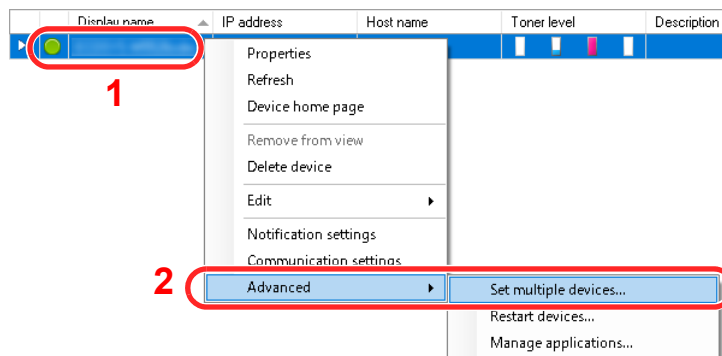 Display name IP address Host name Toner level Description
1
Properties
Refresh
Device home page
Remove from view
Delete device
Edit
Notification settings
Communication settings
2
Advanced
Set multiple devices...
Restart devices...
Manage applications...